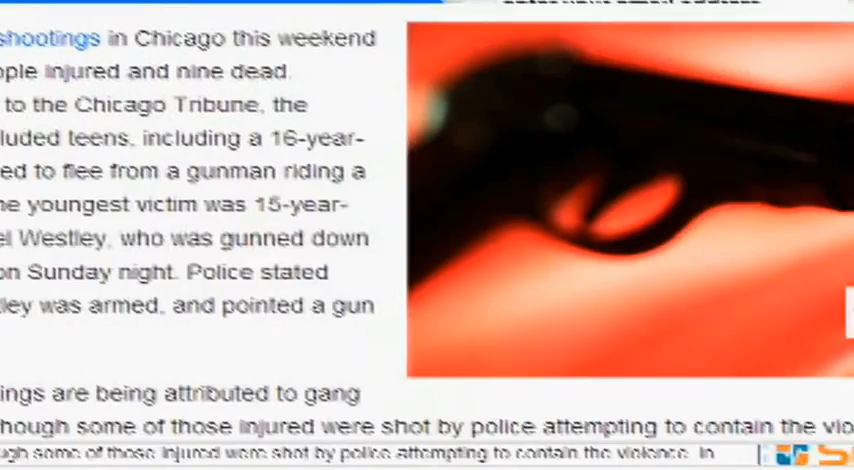 shootings in Chicago this weekend
ople injured and nine dead.
to the Chicago Tribune, the
luded teens, including a 16-year-
ed to flee from a gunman riding a
he youngest victim was 15-year-
el Westley, who was gunned down
on Sunday night. Police stated
tley was armed, and pointed a gun
ings are being attributed to gang
though some of those injured were shot by police attempting to contain the vio
ugh some of those injured were shot by police attempting to contain the violence. In